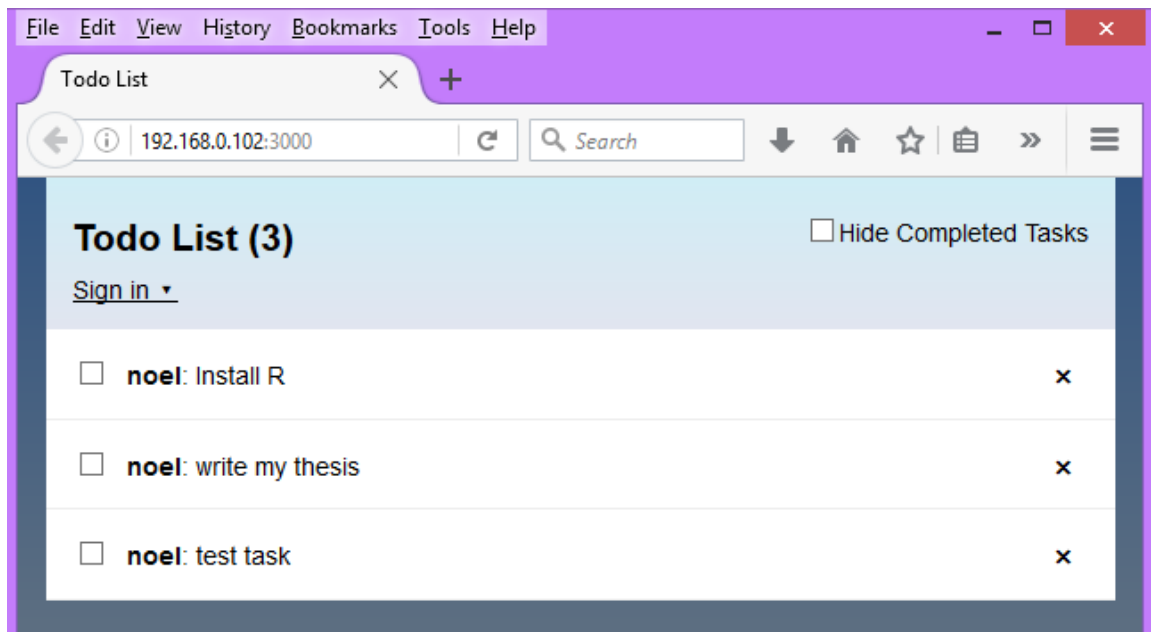 File Edit View History Bookmarks Tools Help
Todo List
192.168.0.102:3000 Search
Todo List (3) Hide Completed Tasks
Sign in ▾
noel: Install R ×
noel: write my thesis ×
noel: test task ×